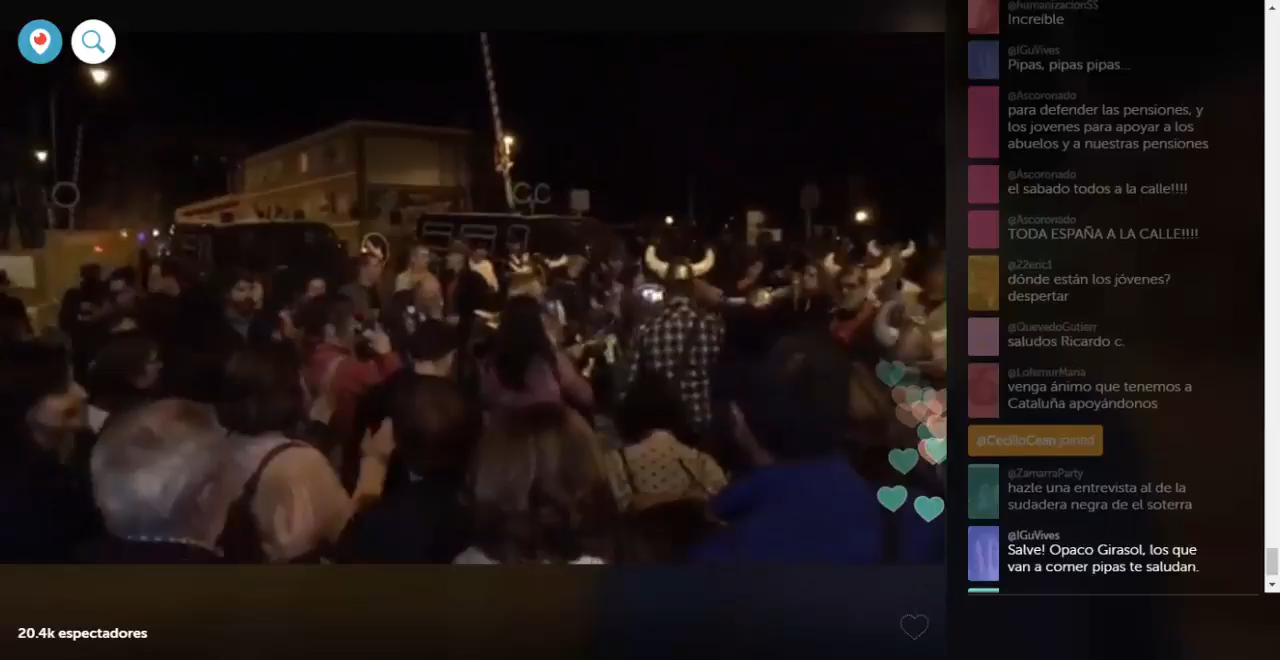 @humanizacionSS
Increíble
@IGuVives
Pipas, pipas pipas...
@Ascoronado
para defender las pensiones, y
los jovenes para apoyar a los
abuelos y a nuestras pensiones
@Ascoronado
el sabado todos a la calle!!!!
@Ascoronado
TODA ESPAÑA A LA CALLE!!!!
@22eric1
dónde están los jóvenes?
despertar
@QuevedoGutierr
saludos Ricardo c.
@LofemurMaria
venga ánimo que tenemos a
Cataluña apoyándonos
@CecilioCean joined
@ZamarraParty
hazle una entrevista al de la
sudadera negra de el soterra
@IGuVives
Salve! Opaco Girasol, los que
van a comer pipas te saludan.
20.4k espectadores